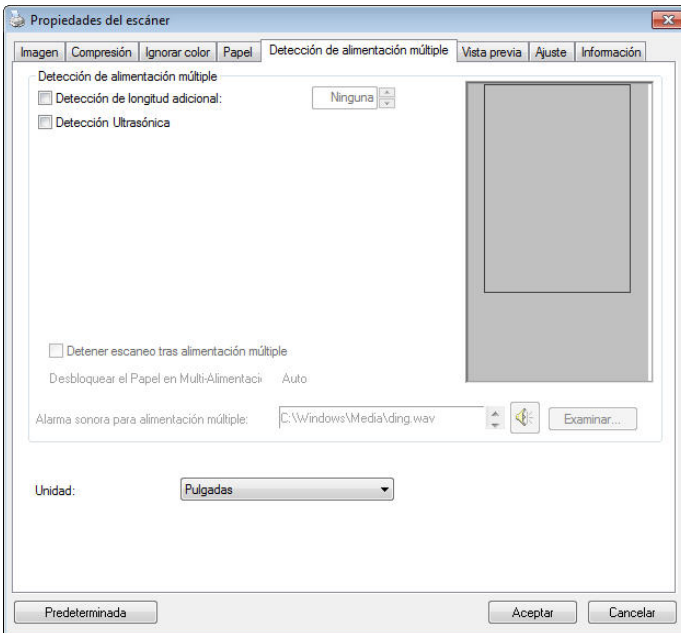 Propiedades del escáner
Imagen Compresión Ignorar color Papel Detección de alimentación múltiple Vista previa Ajuste Información
Detección de alimentación múltiple
Detección de longitud adicional: Ninguna
Detección Ultrasónica
Detener escaneo tras alimentación múltiple
Desbloquear el Papel en Multi-Alimentaci Auto
Alarma sonora para alimentación múltiple: C:\Windows\Media\ding.wav Examinar...
Unidad: Pulgadas
Predeterminada Aceptar Cancelar